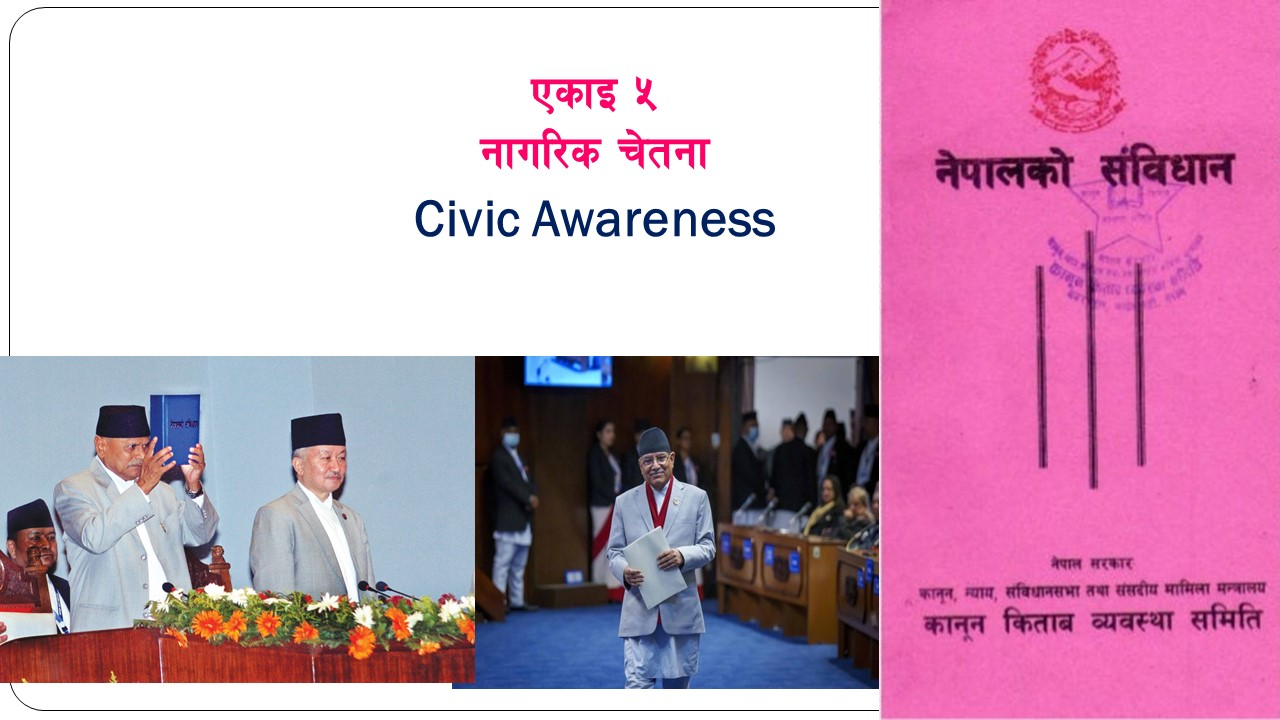 एकाइ ५
नागरिक चेतना
Civic Awareness
नेपालको संविधान
नेपाल सरकार
कानून, न्याय, संविधानसभा तथा संसदीय मामिला मन्त्रालय
कानून किताब व्यवस्था समिति